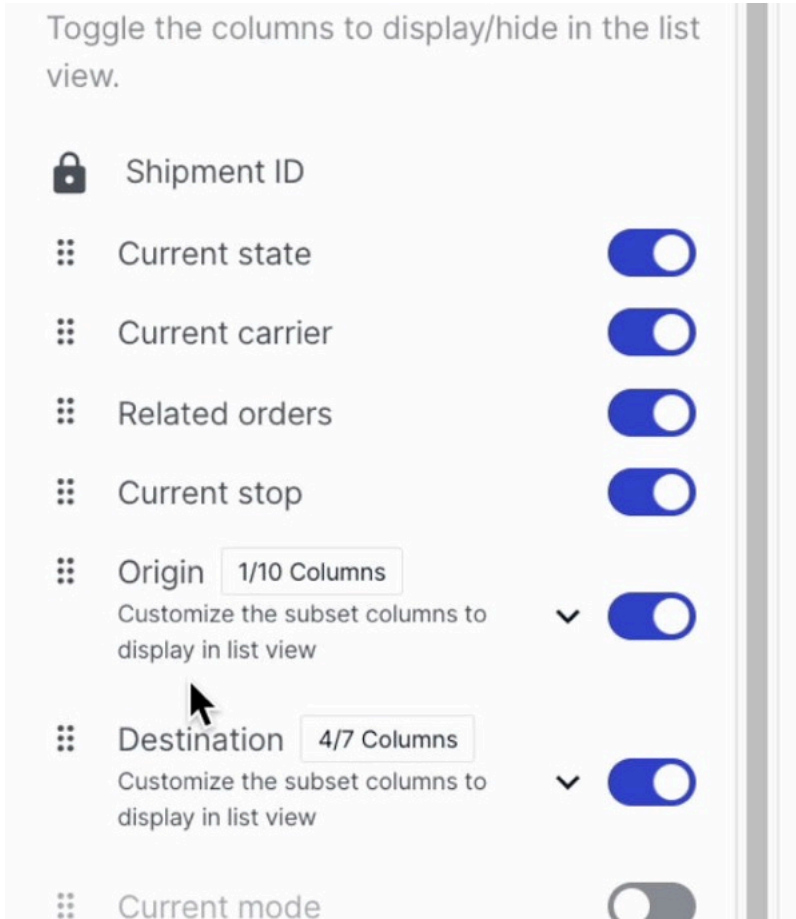 Toggle the columns to display/hide in the list
view.
Shipment ID
Current state
Current carrier
Related orders
Current stop
Origin 1/10 Columns
Customize the subset columns to
display in list view
Destination 4/7 Columns
Customize the subset columns to
display in list view
Current mode